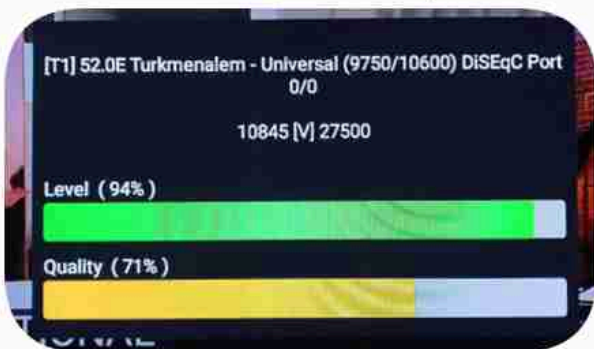 [T1] 52.0E Turkmenalem - Universal (9750/10600) DiSEqC Port
0/0
10845 [V] 27500
Level (94%)
Quality (71%)